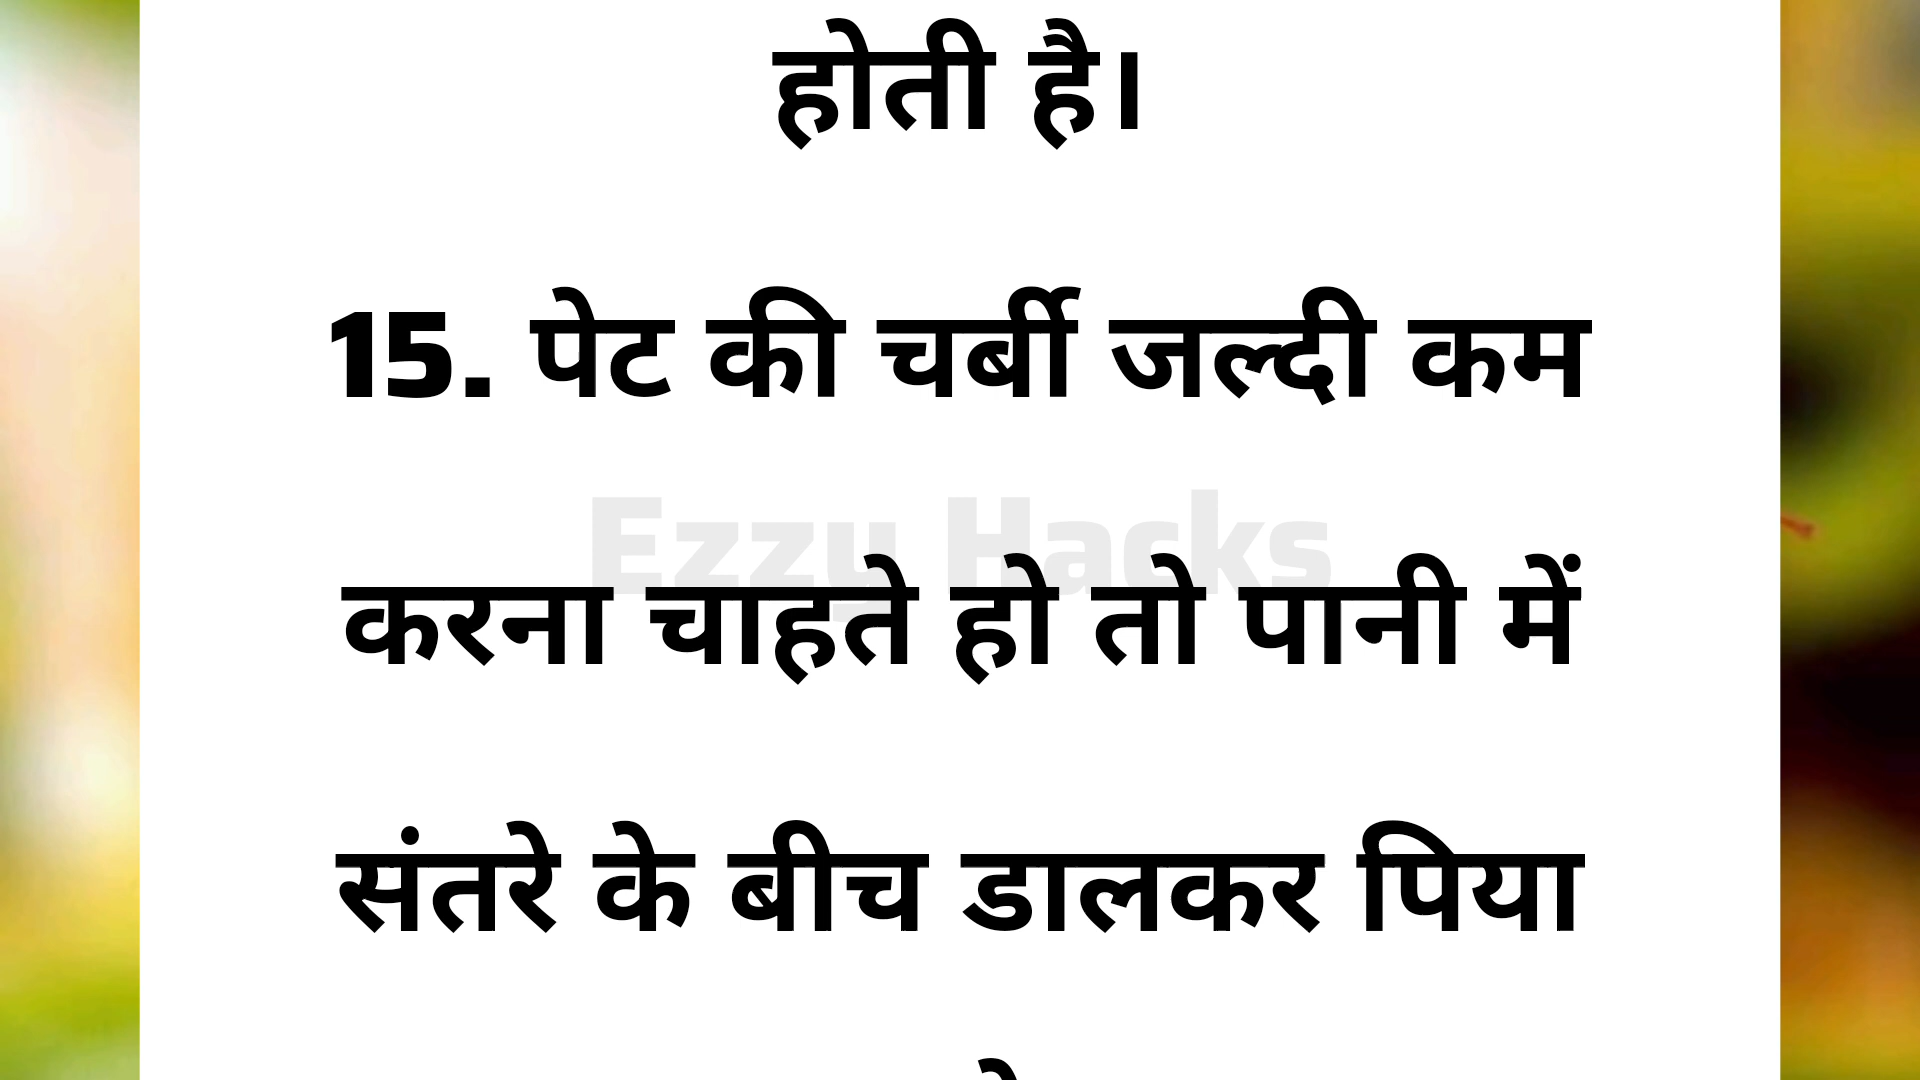 होती है।
15. पेट की चर्बी जल्दी कम
Ezzy Hacks
करना चाहते हो तो पानी में
संतरे के बीच डालकर पिया